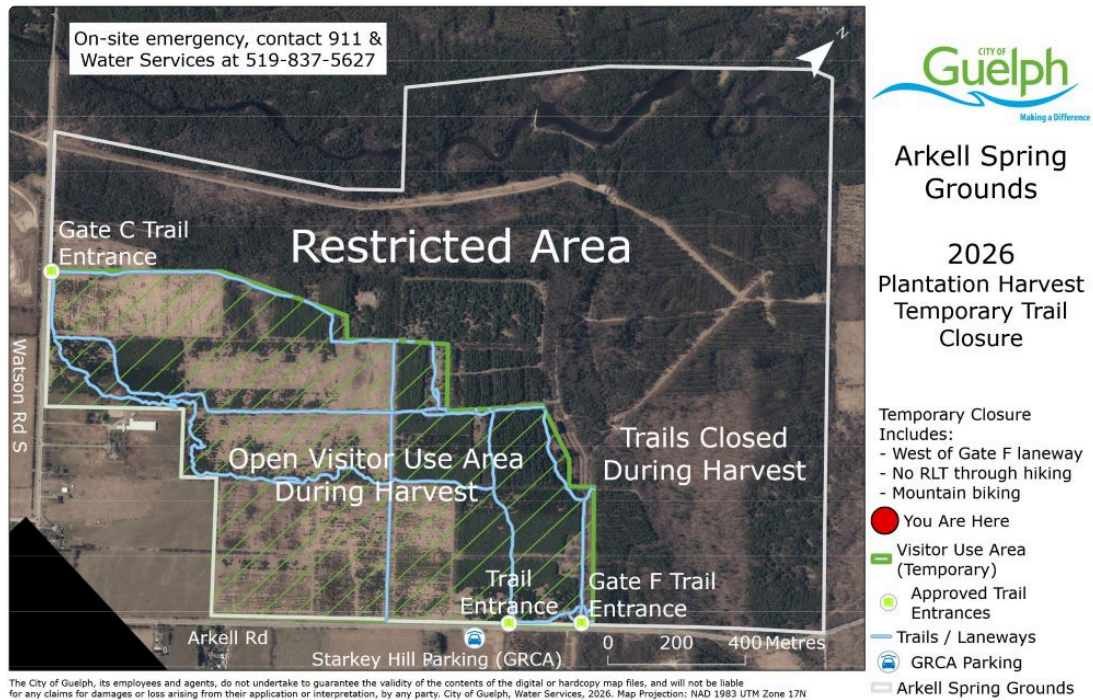 On-site emergency, contact 911 &
Water Services at 519-837-5627
N
CITY OF
Guelph
Making a Difference
Arkell Spring
Grounds
2026
Plantation Harvest
Temporary Trail
Closure
Gate C Trail
Entrance
Restricted Area
Watson Rd S
Open Visitor Use Area
During Harvest
Trails Closed
During Harvest
Trail
Entrance
Gate F Trail
Entrance
Arkell Rd
Starkey Hill Parking (GRCA)
0 200 400 Metres
Temporary Closure
Includes:
- West of Gate F laneway
- No RLT through hiking
- Mountain biking
You Are Here
Visitor Use Area
(Temporary)
Approved Trail
Entrances
Trails / Laneways
GRCA Parking
Arkell Spring Grounds
The City of Guelph, its employees and agents, do not undertake to guarantee the validity of the contents of the digital or hardcopy map files, and will not be liable
for any claims for damages or loss arising from their application or interpretation, by any party. City of Guelph, Water Services, 2026. Map Projection: NAD 1983 UTM Zone 17N